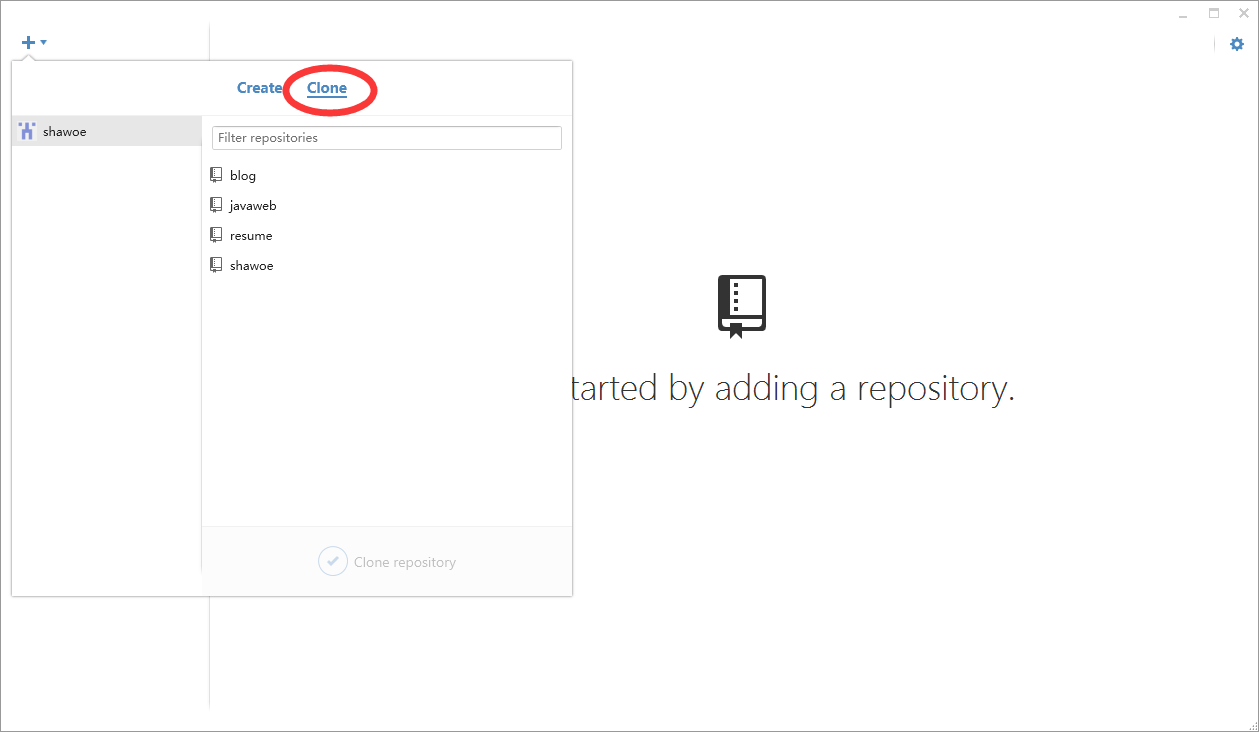 Create Clone
shawoe
Filter repositories
blog
javaweb
resume
shawoe
tarted by adding a repository.
Clone repository